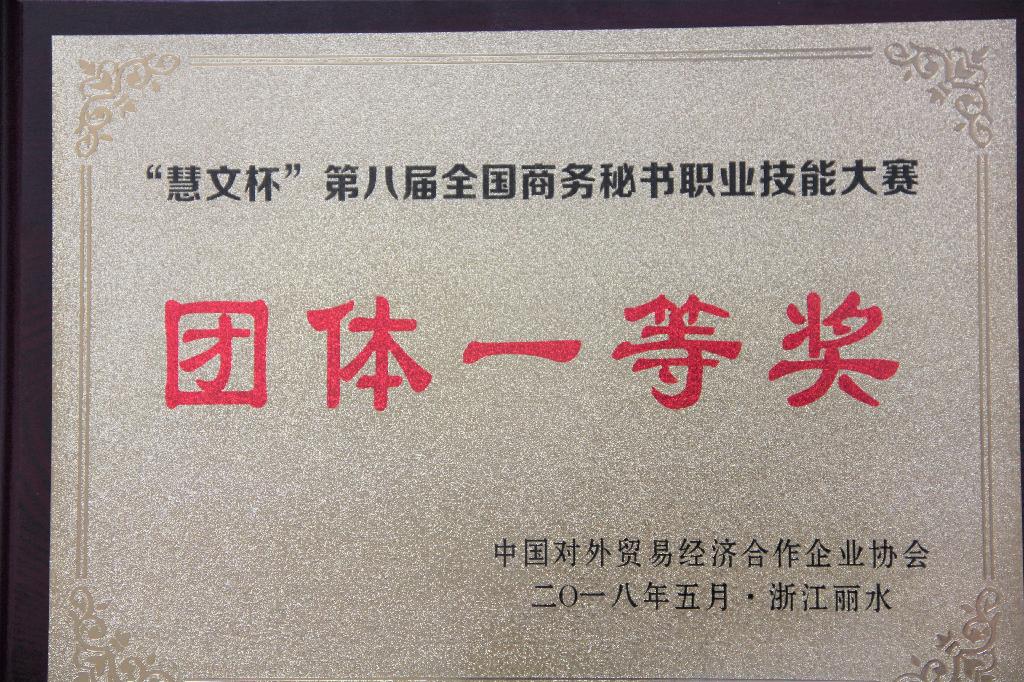 “慧文杯”第八届全国商务秘书职业技能大赛
团体一等奖
中国对外贸易经济合作企业协会
二〇一八年五月·浙江丽水